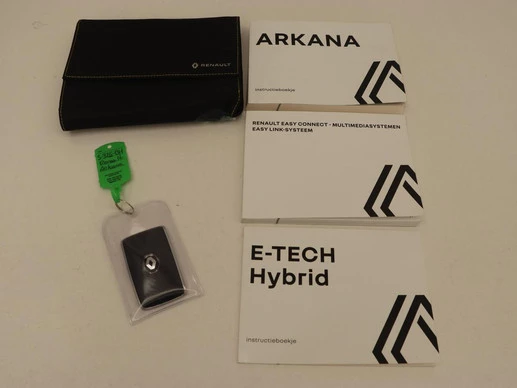 RENAULT
ARKANA
instructieboekje
RENAULT EASY CONNECT - MULTIMEDIASYSTEMEN
EASY LINK-SYSTEEM
E-TECH
Hybrid
instructieboekje